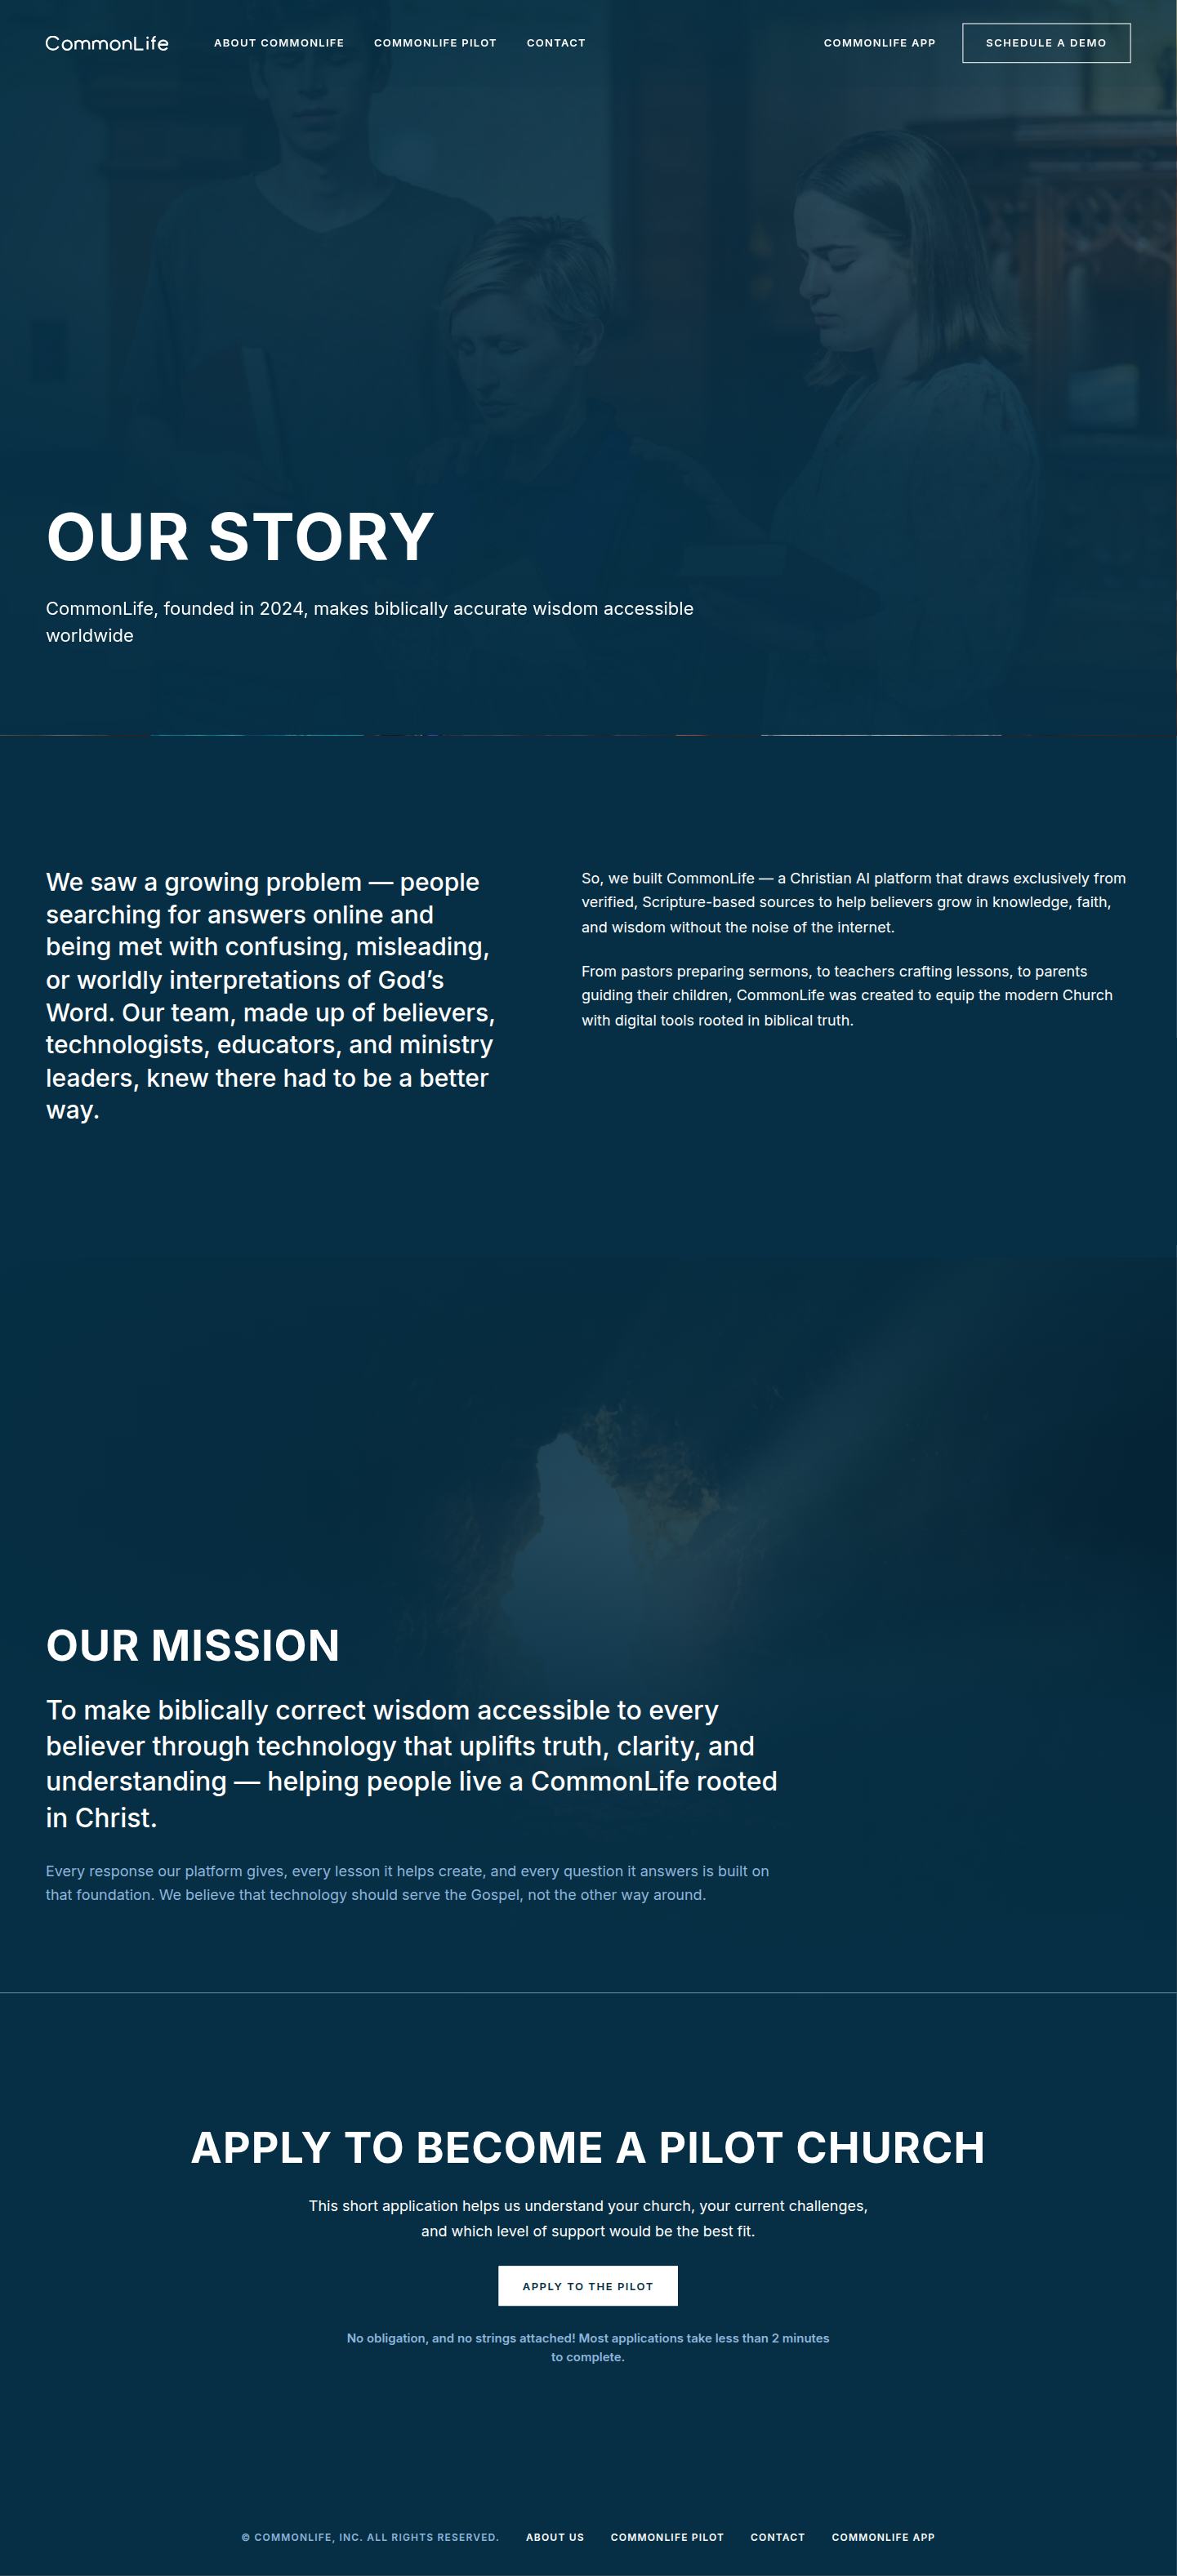 CommonLife
ABOUT COMMONLIFE
COMMONLIFE PILOT
CONTACT
COMMONLIFE APP
SCHEDULE A DEMO
OUR STORY
CommonLife, founded in 2024, makes biblically accurate wisdom accessible
worldwide
We saw a growing problem — people
searching for answers online and
being met with confusing, misleading,
or worldly interpretations of God’s
Word. Our team, made up of believers,
technologists, educators, and ministry
leaders, knew there had to be a better
way.
So, we built CommonLife — a Christian AI platform that draws exclusively from
verified, Scripture-based sources to help believers grow in knowledge, faith,
and wisdom without the noise of the internet.
From pastors preparing sermons, to teachers crafting lessons, to parents
guiding their children, CommonLife was created to equip the modern Church
with digital tools rooted in biblical truth.
OUR MISSION
To make biblically correct wisdom accessible to every
believer through technology that uplifts truth, clarity, and
understanding — helping people live a CommonLife rooted
in Christ.
Every response our platform gives, every lesson it helps create, and every question it answers is built on
that foundation. We believe that technology should serve the Gospel, not the other way around.
APPLY TO BECOME A PILOT CHURCH
This short application helps us understand your church, your current challenges,
and which level of support would be the best fit.
APPLY TO THE PILOT
No obligation, and no strings attached! Most applications take less than 2 minutes
to complete.
© COMMONLIFE, INC. ALL RIGHTS RESERVED.
ABOUT US
COMMONLIFE PILOT
CONTACT
COMMONLIFE APP